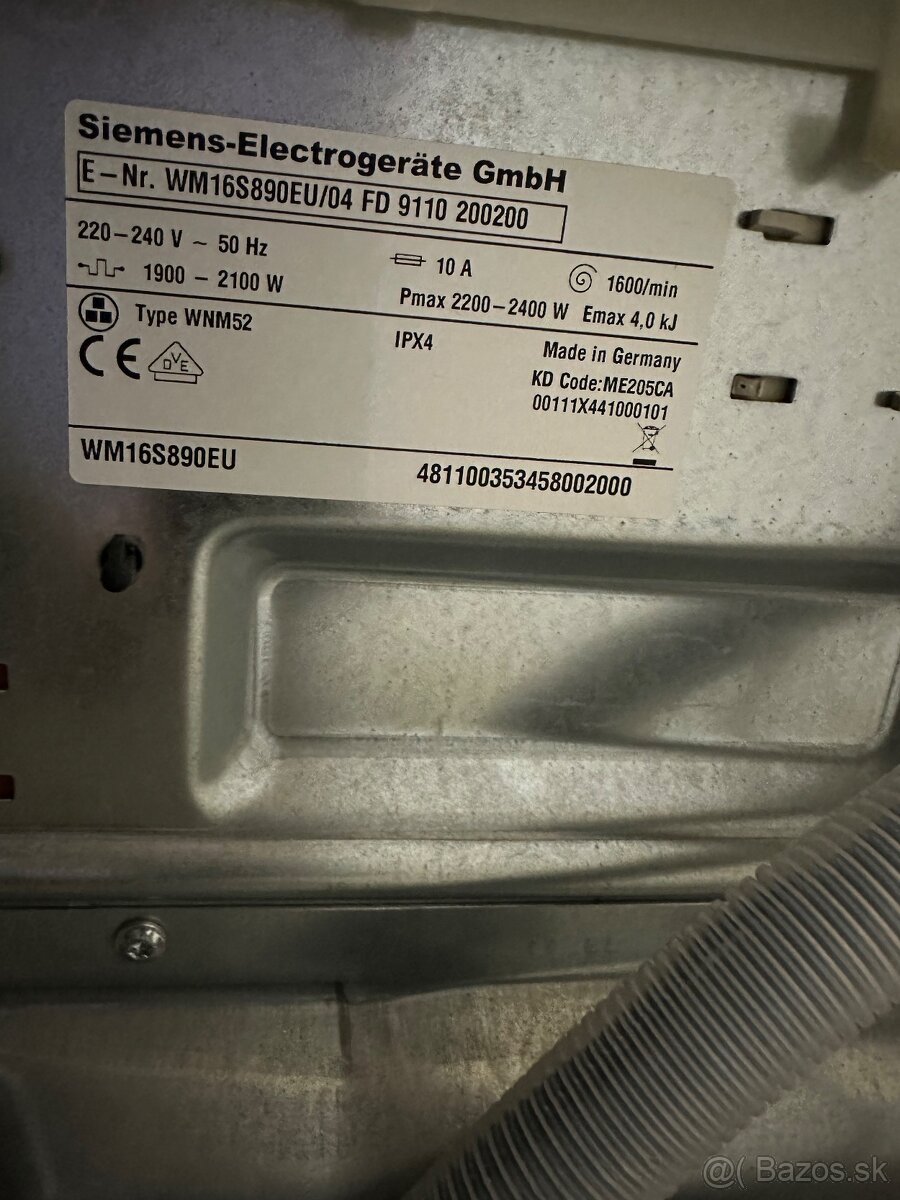 Siemens-Electrogeräte GmbH
E-Nr. WM16S890EU/04 FD 9110 200200
220-240 V ~ 50 Hz
10 A
1600/min
1900 - 2100 W
Pmax 2200-2400 W
Emax 4,0 kJ
Type WNM52
IPX4
Made in Germany
CE
DVE
KD Code:ME205CA
00111X441000101
WM16S890EU
481100353458002000
@( Bazos.sk